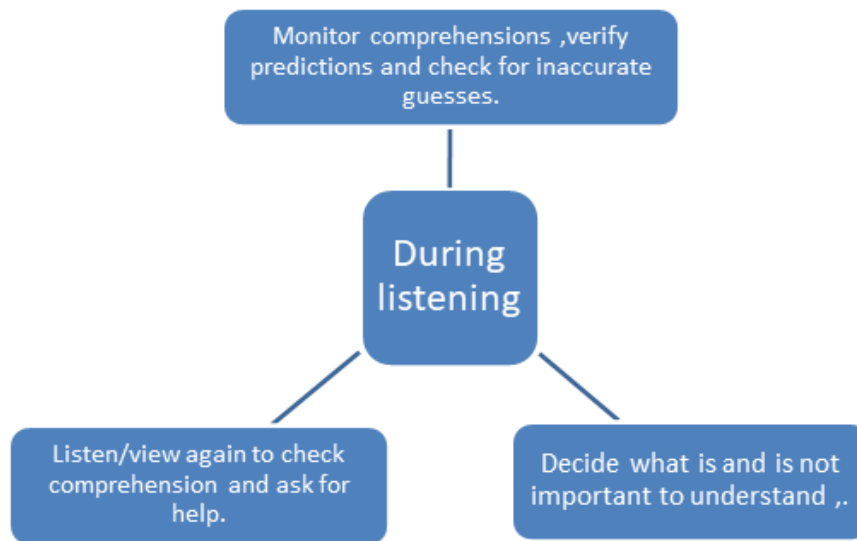 Monitor comprehensions ,verify
predictions and check for inaccurate
guesses.
During
listening
Listen/view again to check
comprehension and ask for
help.
Decide what is and is not
important to understand ,.